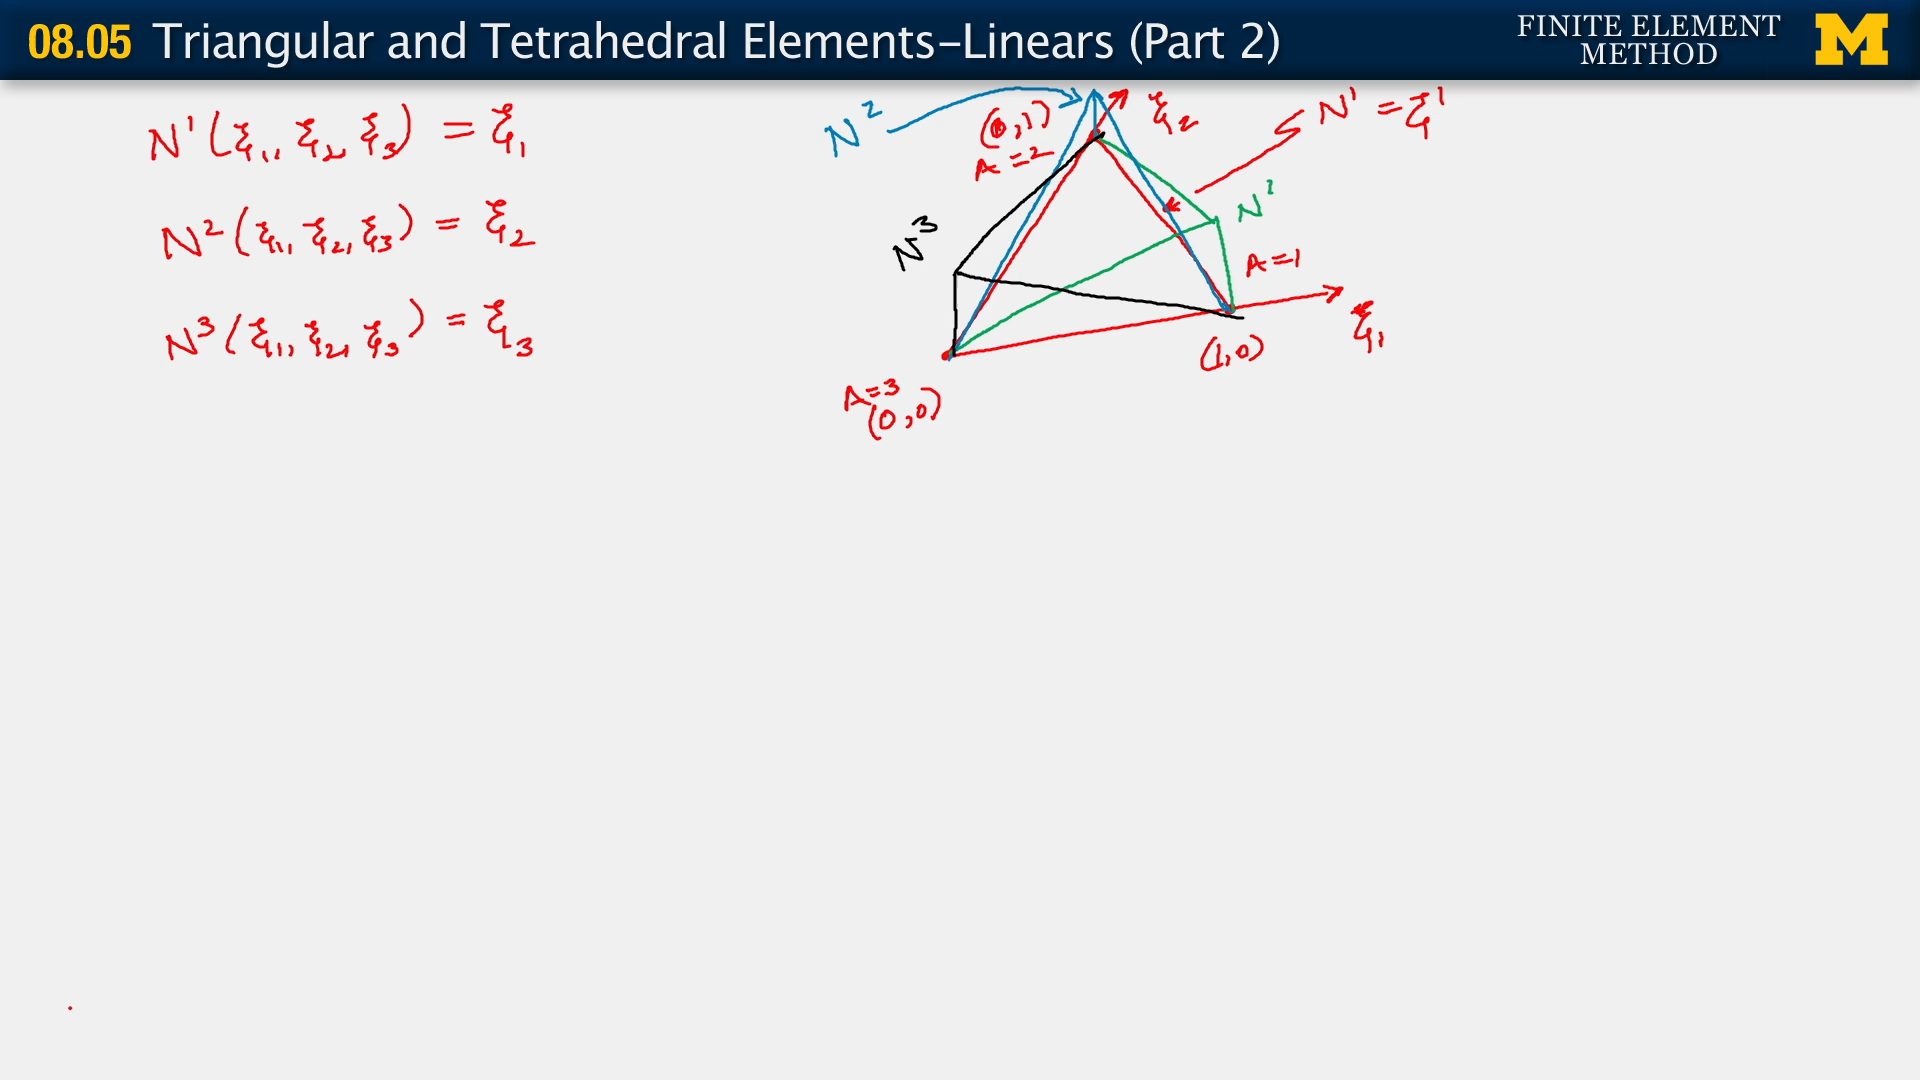 08.05 Triangular and Tetrahedral Elements–Linears (Part 2)
FINITE ELEMENT
METHOD
M
N¹(ξ₁, ξ₂, ξ₃) = ξ₁
N²(ξ₁, ξ₂, ξ₃) = ξ₂
N³(ξ₁, ξ₂, ξ₃) = ξ₃
N²
(0,1)
A=2
ξ₂
N¹ = ξ¹
N¹
N³
A=1
ξ₁
(1,0)
A=3
(0,0)